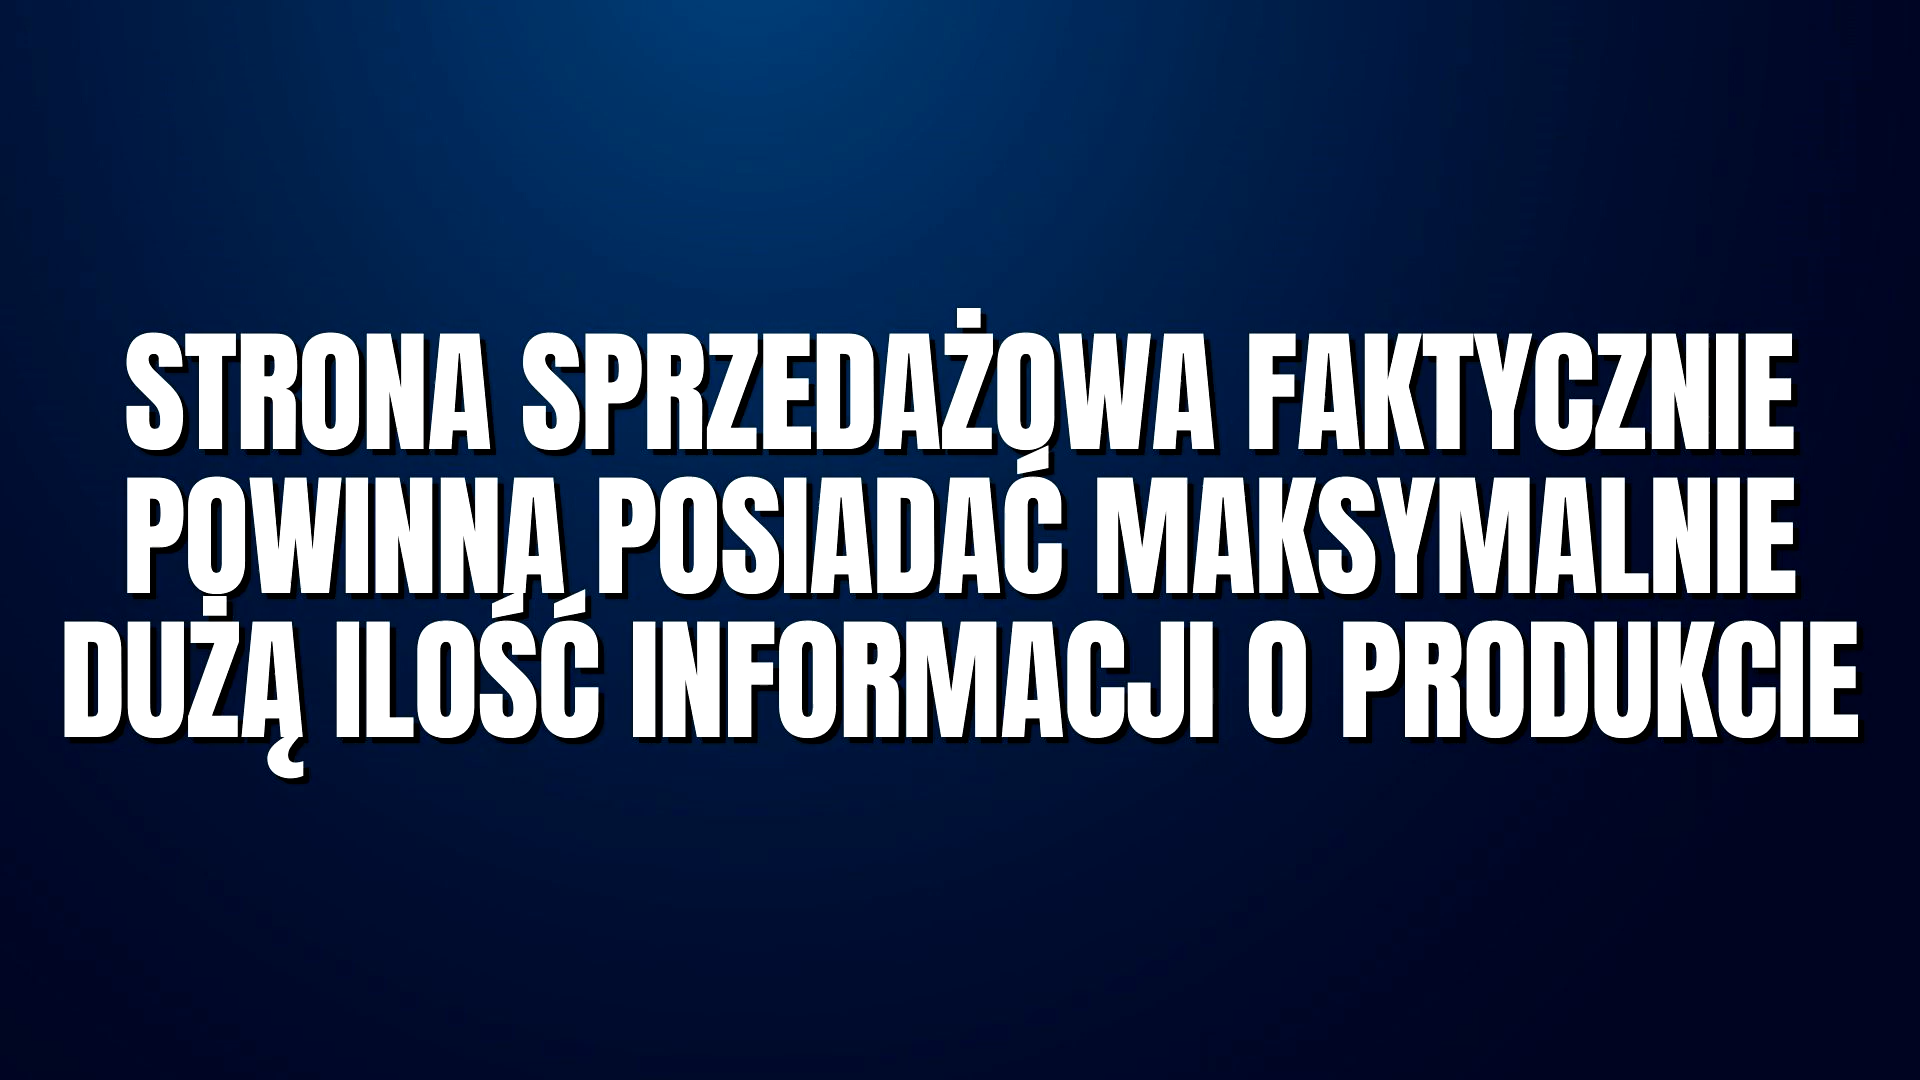 STRONA SPRZEDAŻOWA FAKTYCZNIE
POWINNA POSIADAĆ MAKSYMALNIE
DUŻĄ ILOŚĆ INFORMACJI O PRODUKCIE